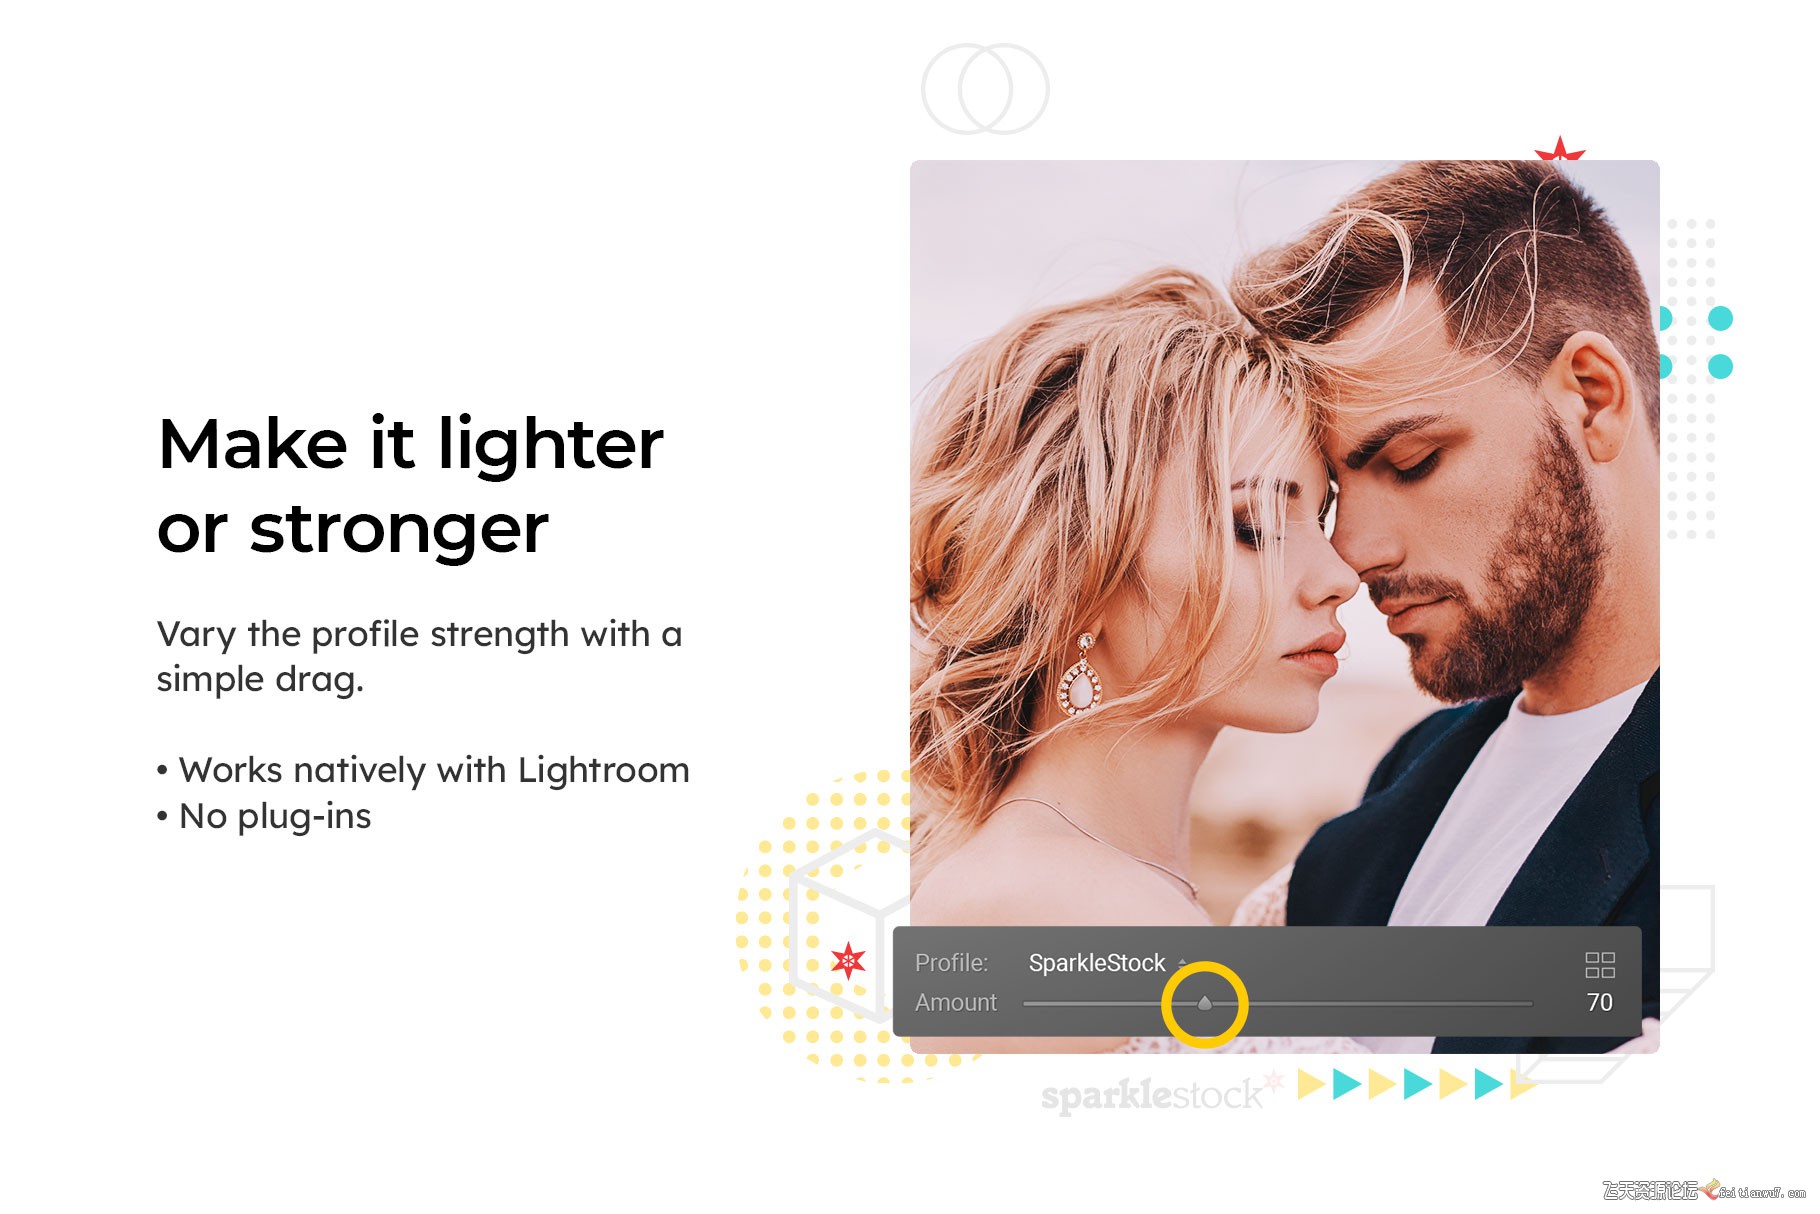 Make it lighter
or stronger
Vary the profile strength with a
simple drag.
• Works natively with Lightroom
• No plug-ins
Profile: SparkleStock
Amount 70
sparklestock
飞天资源论坛 feitianwu7.com